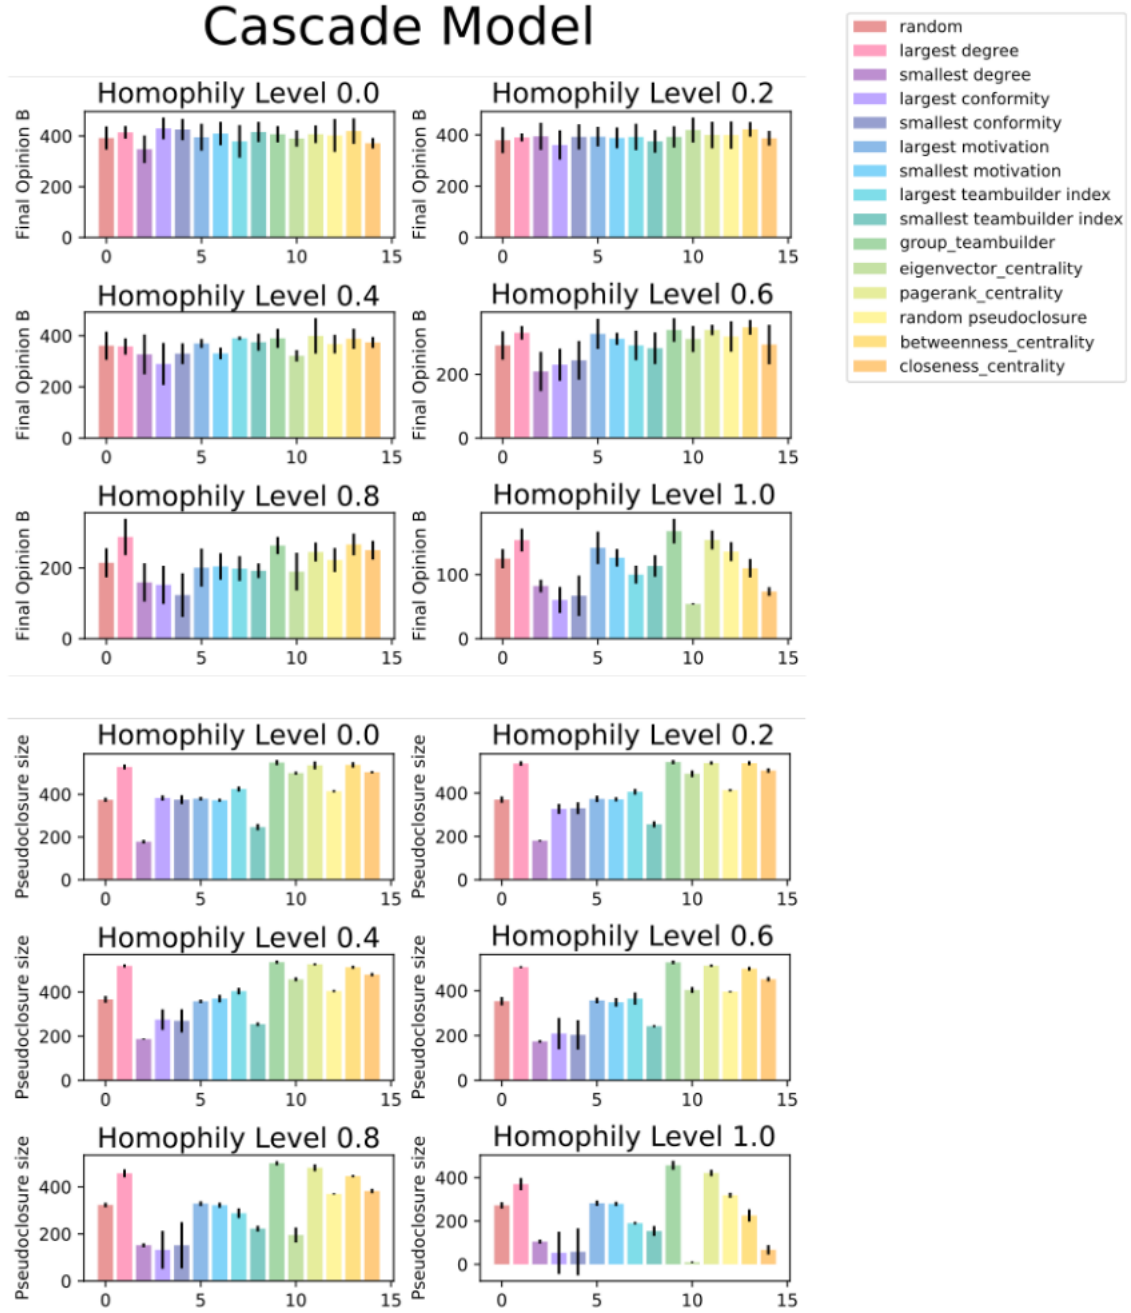 Cascade Model
random
largest degree
smallest degree
largest conformity
smallest conformity
largest motivation
smallest motivation
largest teambuilder index
smallest teambuilder index
group_teambuilder
eigenvector_centrality
pagerank_centrality
random pseudoclosure
betweenness_centrality
closeness_centrality
Homophily Level 0.0
Final Opinion B
400
200
0
0 5 10 15
Homophily Level 0.2
Final Opinion B
400
200
0
0 5 10 15
Homophily Level 0.4
Final Opinion B
400
200
0
0 5 10 15
Homophily Level 0.6
Final Opinion B
200
0
0 5 10 15
Homophily Level 0.8
Final Opinion B
200
0
0 5 10 15
Homophily Level 1.0
Final Opinion B
100
0
0 5 10 15
Homophily Level 0.0
Pseudoclosure size
400
200
0
0 5 10 15
Homophily Level 0.2
Pseudoclosure size
400
200
0
0 5 10 15
Homophily Level 0.4
Pseudoclosure size
400
200
0
0 5 10 15
Homophily Level 0.6
Pseudoclosure size
400
200
0
0 5 10 15
Homophily Level 0.8
Pseudoclosure size
400
200
0
0 5 10 15
Homophily Level 1.0
Pseudoclosure size
400
200
0
0 5 10 15